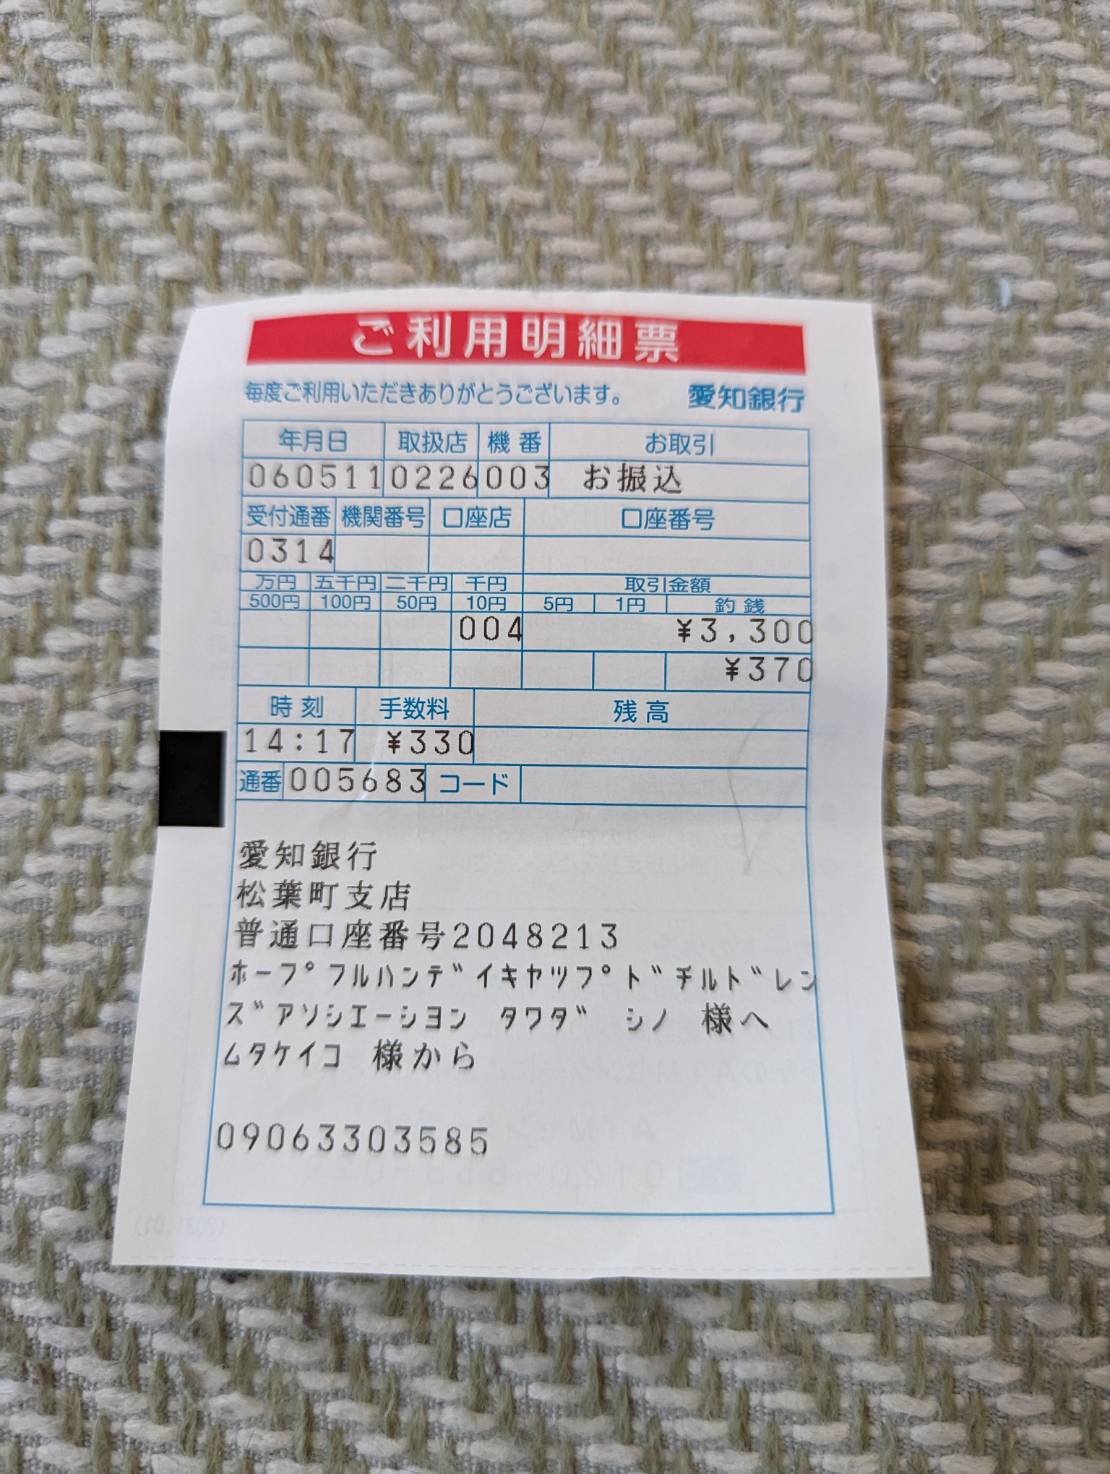 ご利用明細票
毎度ご利用いただきありがとうございます。 愛知銀行
年月日 取扱店 機番 お取引
060511 0226 003 お振込
受付通番 機関番号 口座店 口座番号
0314
万円 五千円 二千円 千円 取引金額
500円 100円 50円 10円 5円 1円 釣銭
004 ¥3,300
¥370
時刻 手数料 残高
14:17 ¥330
通番 005683 コード
愛知銀行
松葉町支店
普通口座番号2048213
ホープフルハンデイキヤツプドチルドレン
ズアソシエーシヨン タワダ シノ 様へ
ムタケイコ 様から
09063303585